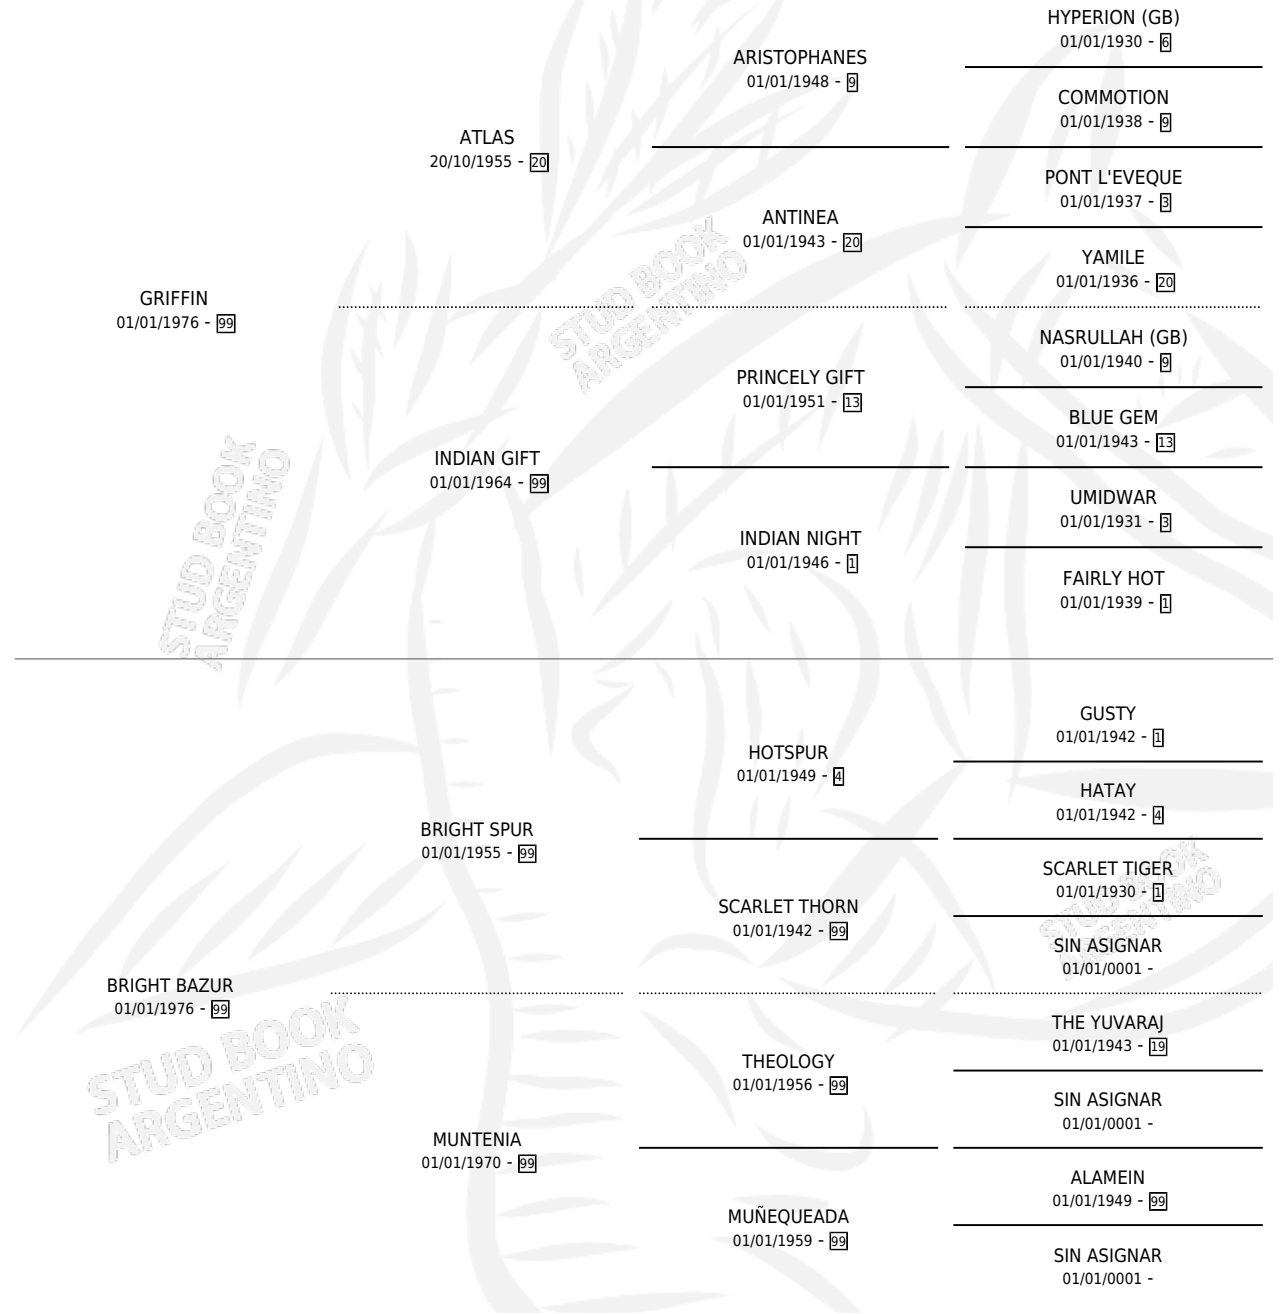 HYPERION (GB)
01/01/1930 - 6
ARISTOPHANES
01/01/1948 - 9
COMMOTION
01/01/1938 - 9
ATLAS
20/10/1955 - 20
PONT L'EVEQUE
01/01/1937 - 3
ANTINEA
01/01/1943 - 20
YAMILE
01/01/1936 - 20
GRIFFIN
01/01/1976 - 99
NASRULLAH (GB)
01/01/1940 - 9
PRINCELY GIFT
01/01/1951 - 13
BLUE GEM
01/01/1943 - 13
INDIAN GIFT
01/01/1964 - 99
UMIDWAR
01/01/1931 - 3
INDIAN NIGHT
01/01/1946 - 1
FAIRLY HOT
01/01/1939 - 1
GUSTY
01/01/1942 - 1
HOTSPUR
01/01/1949 - 4
HATAY
01/01/1942 - 4
BRIGHT SPUR
01/01/1955 - 99
SCARLET TIGER
01/01/1930 - 1
SCARLET THORN
01/01/1942 - 99
SIN ASIGNAR
01/01/0001 -
BRIGHT BAZUR
01/01/1976 - 99
THE YUVARAJ
01/01/1943 - 19
THEOLOGY
01/01/1956 - 99
SIN ASIGNAR
01/01/0001 -
MUNTENIA
01/01/1970 - 99
ALAMEIN
01/01/1949 - 99
MUÑEQUEADA
01/01/1959 - 99
SIN ASIGNAR
01/01/0001 -
STUD BOOK
ARGENTINO
STUD BOOK
ARGENTINO
STUD BOOK
ARGENTINO
STUD BOOK
ARGENTINO